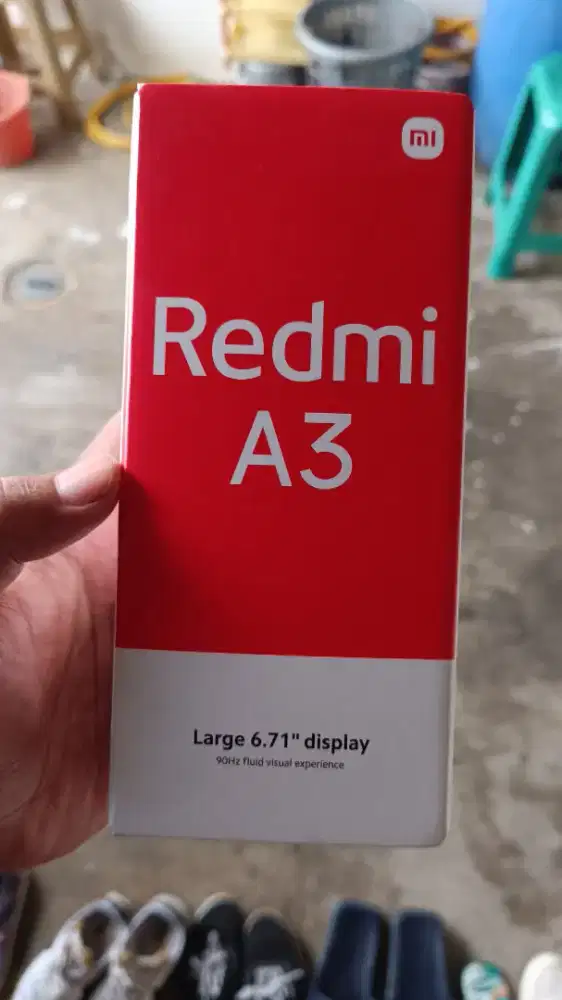 mi
Redmi
A3
Large 6.71" display
90Hz fluid visual experience